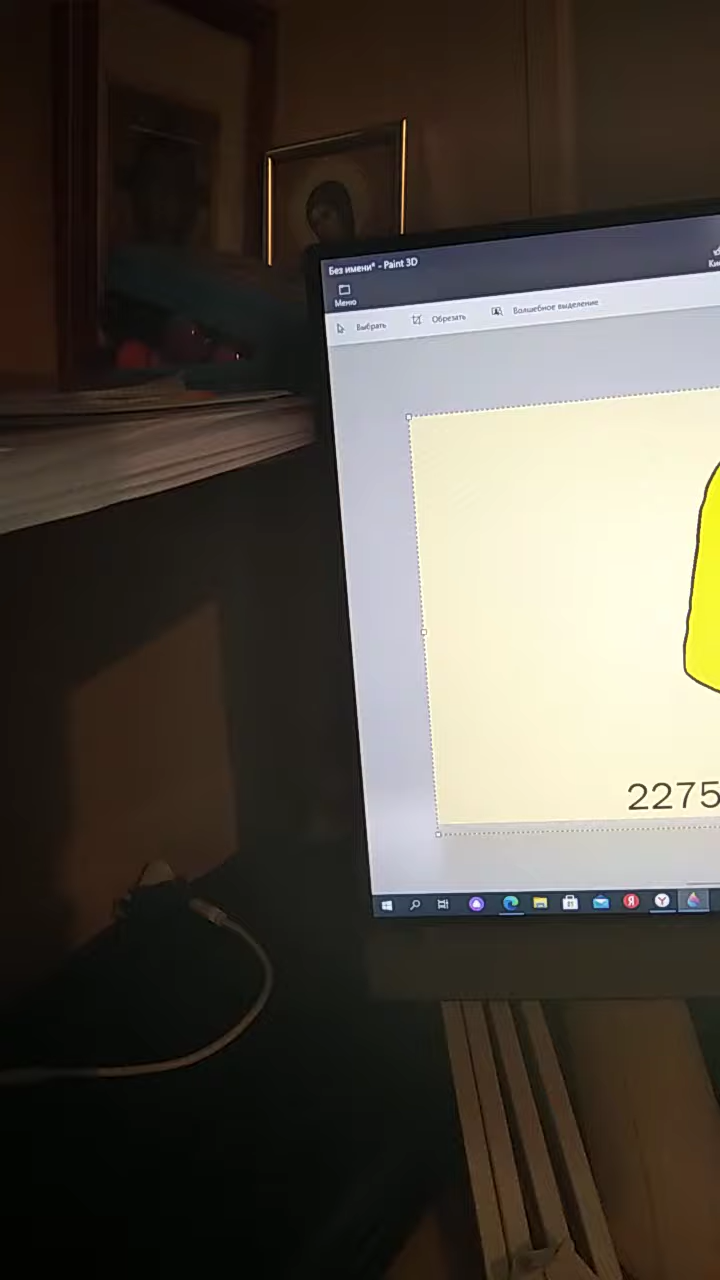 Без имени* - Paint 3D
Меню
Выбрать
Обрезать
Волшебное выделение
2275